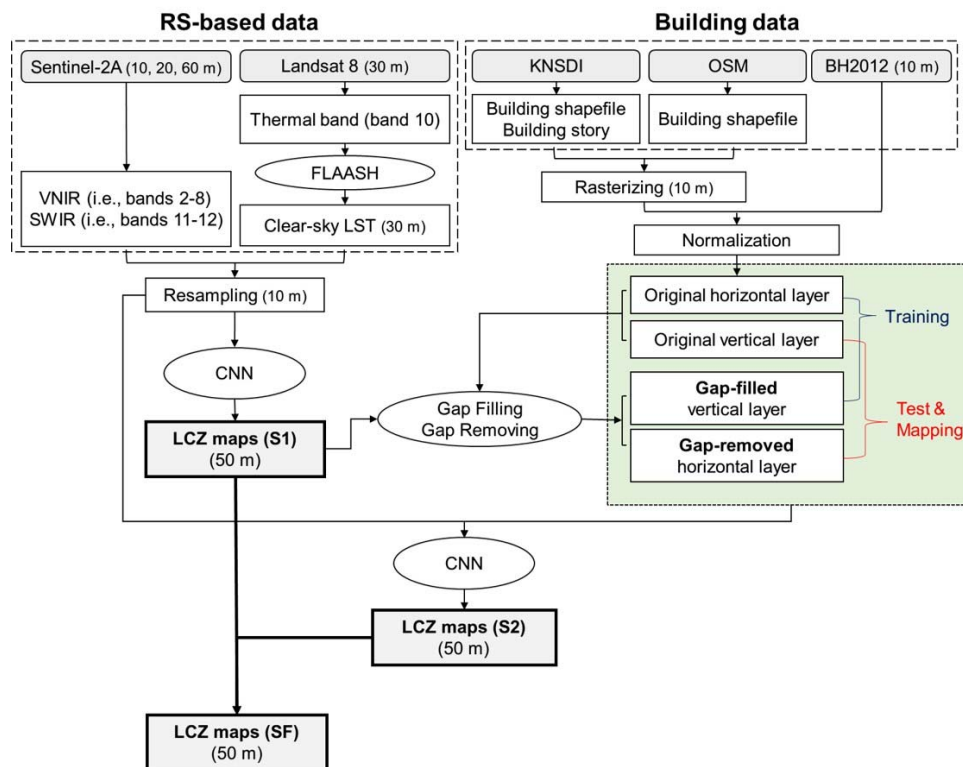 RS-based data
Building data
Sentinel-2A (10, 20, 60 m)
Landsat 8 (30 m)
KNSDI
OSM
BH2012 (10 m)
Thermal band (band 10)
Building shapefile
Building story
Building shapefile
FLAASH
VNIR (i.e., bands 2-8)
SWIR (i.e., bands 11-12)
Rasterizing (10 m)
Clear-sky LST (30 m)
Normalization
Resampling (10 m)
Original horizontal layer
Training
Original vertical layer
CNN
Gap Filling
Gap Removing
Gap-filled
vertical layer
Test &
Mapping
LCZ maps (S1)
(50 m)
Gap-removed
horizontal layer
CNN
LCZ maps (S2)
(50 m)
LCZ maps (SF)
(50 m)